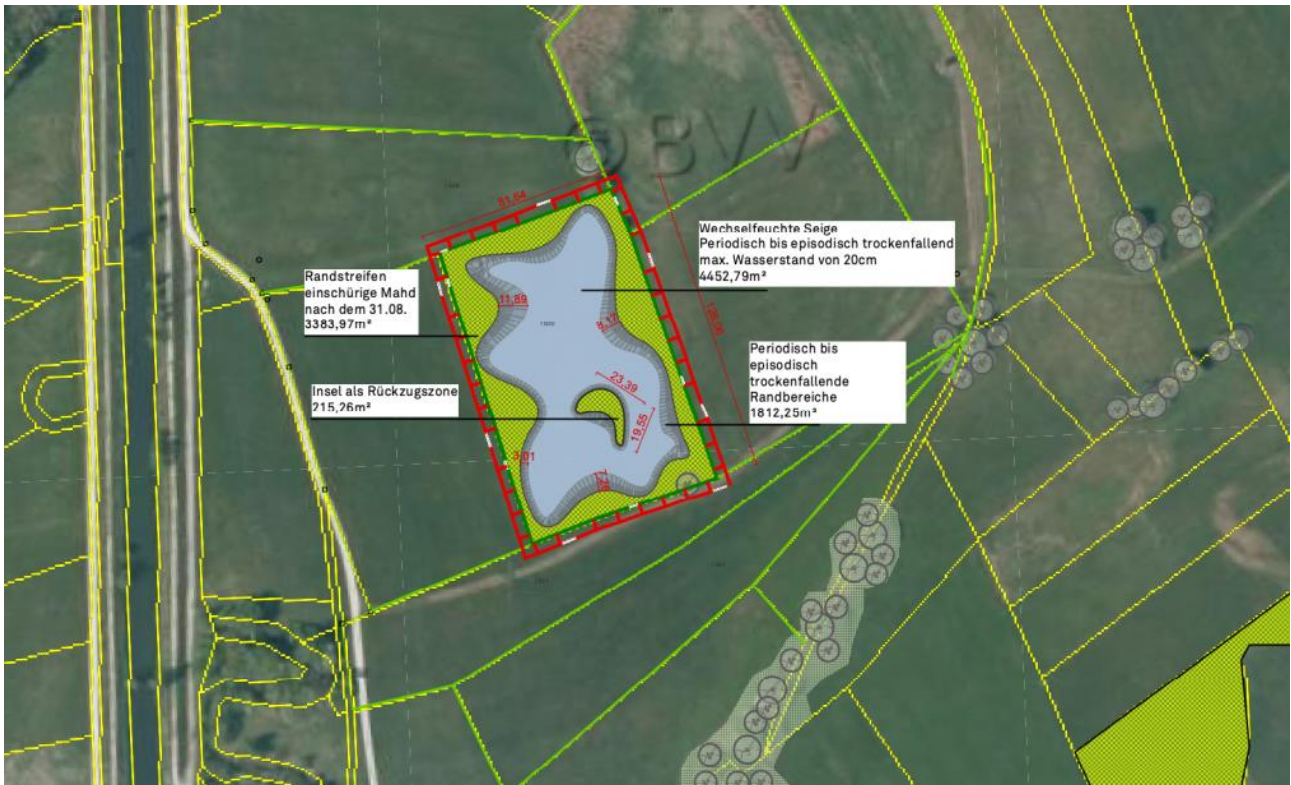 © BVV
51,64
Wechselfeuchte Seige
Periodisch bis episodisch trockenfallend
max. Wasserstand von 20cm
4452,79m²
Randstreifen
einschürige Mahd
nach dem 31.08.
3383,97m²
11,89
Periodisch bis
episodisch
trockenfallende
Randbereiche
1812,25m²
23,39
Insel als Rückzugszone
215,26m²
19,55
3,01